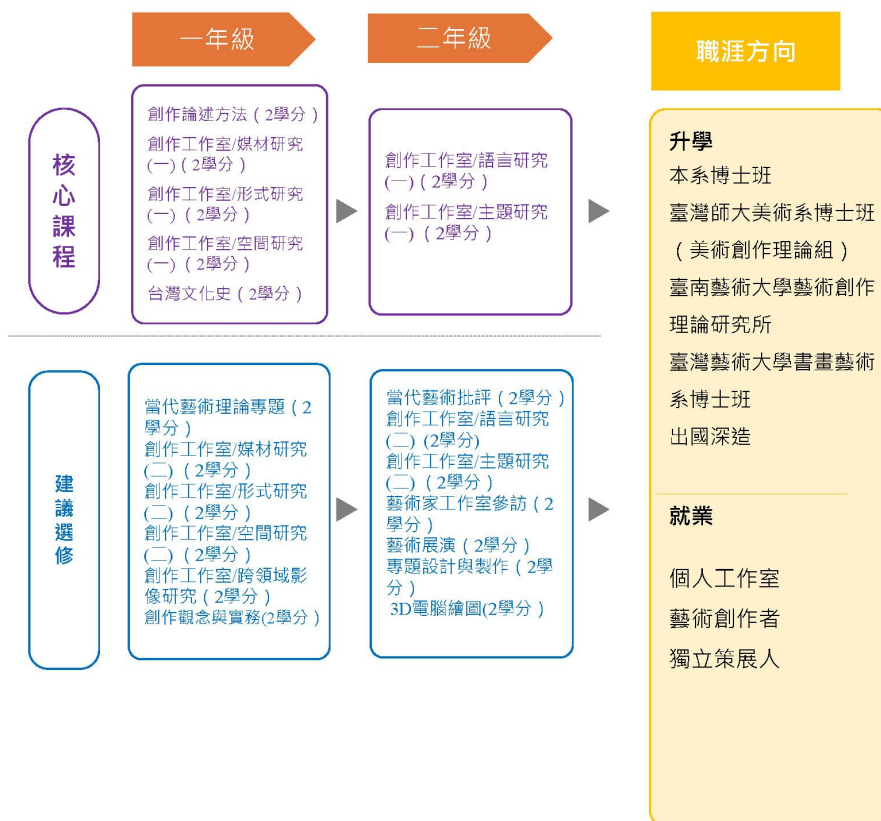 一年級
二年級
職涯方向
核
心
課
程
創作論述方法（2學分）
創作工作室/媒材研究
(一)（2學分）
創作工作室/形式研究
(一)（2學分）
創作工作室/空間研究
(一)（2學分）
台灣文化史（2學分）
創作工作室/語言研究
(一)（2學分）
創作工作室/主題研究
(一)（2學分）
建
議
選
修
當代藝術理論專題（2
學分）
創作工作室/媒材研究
(二)（2學分）
創作工作室/形式研究
(二)（2學分）
創作工作室/空間研究
(二)（2學分）
創作工作室/跨領域影
像研究（2學分）
創作觀念與實務(2學分）
當代藝術批評（2學分）
創作工作室/語言研究
(二) (2學分)
創作工作室/主題研究
(二)（2學分）
藝術家工作室參訪（2
學分）
藝術展演（2學分）
專題設計與製作（2學
分）
3D電腦繪圖(2學分）
升學
本系博士班
臺灣師大美術系博士班
（美術創作理論組）
臺南藝術大學藝術創作
理論研究所
臺灣藝術大學書畫藝術
系博士班
出國深造
就業
個人工作室
藝術創作者
獨立策展人